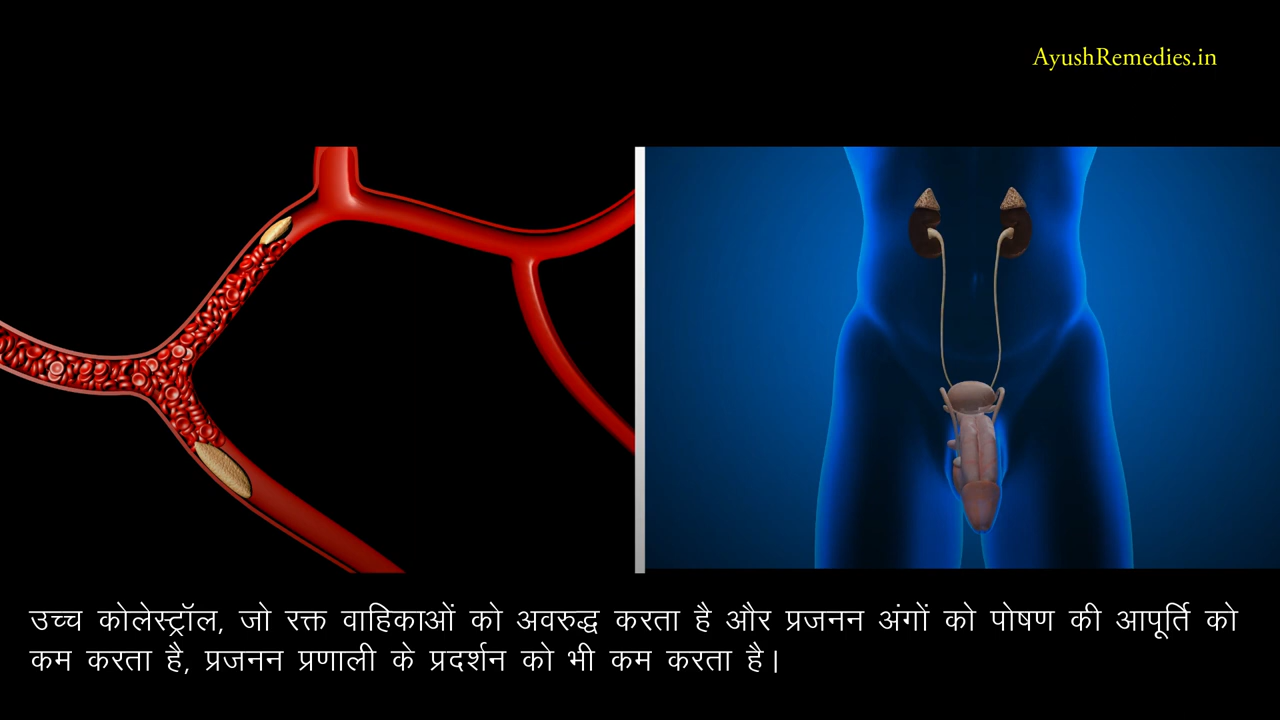 AyushRemedies.in
उच्च कोलेस्ट्रॉल, जो रक्त वाहिकाओं को अवरुद्ध करता है और प्रजनन अंगों को पोषण की आपूर्ति को
कम करता है, प्रजनन प्रणाली के प्रदर्शन को भी कम करता है।